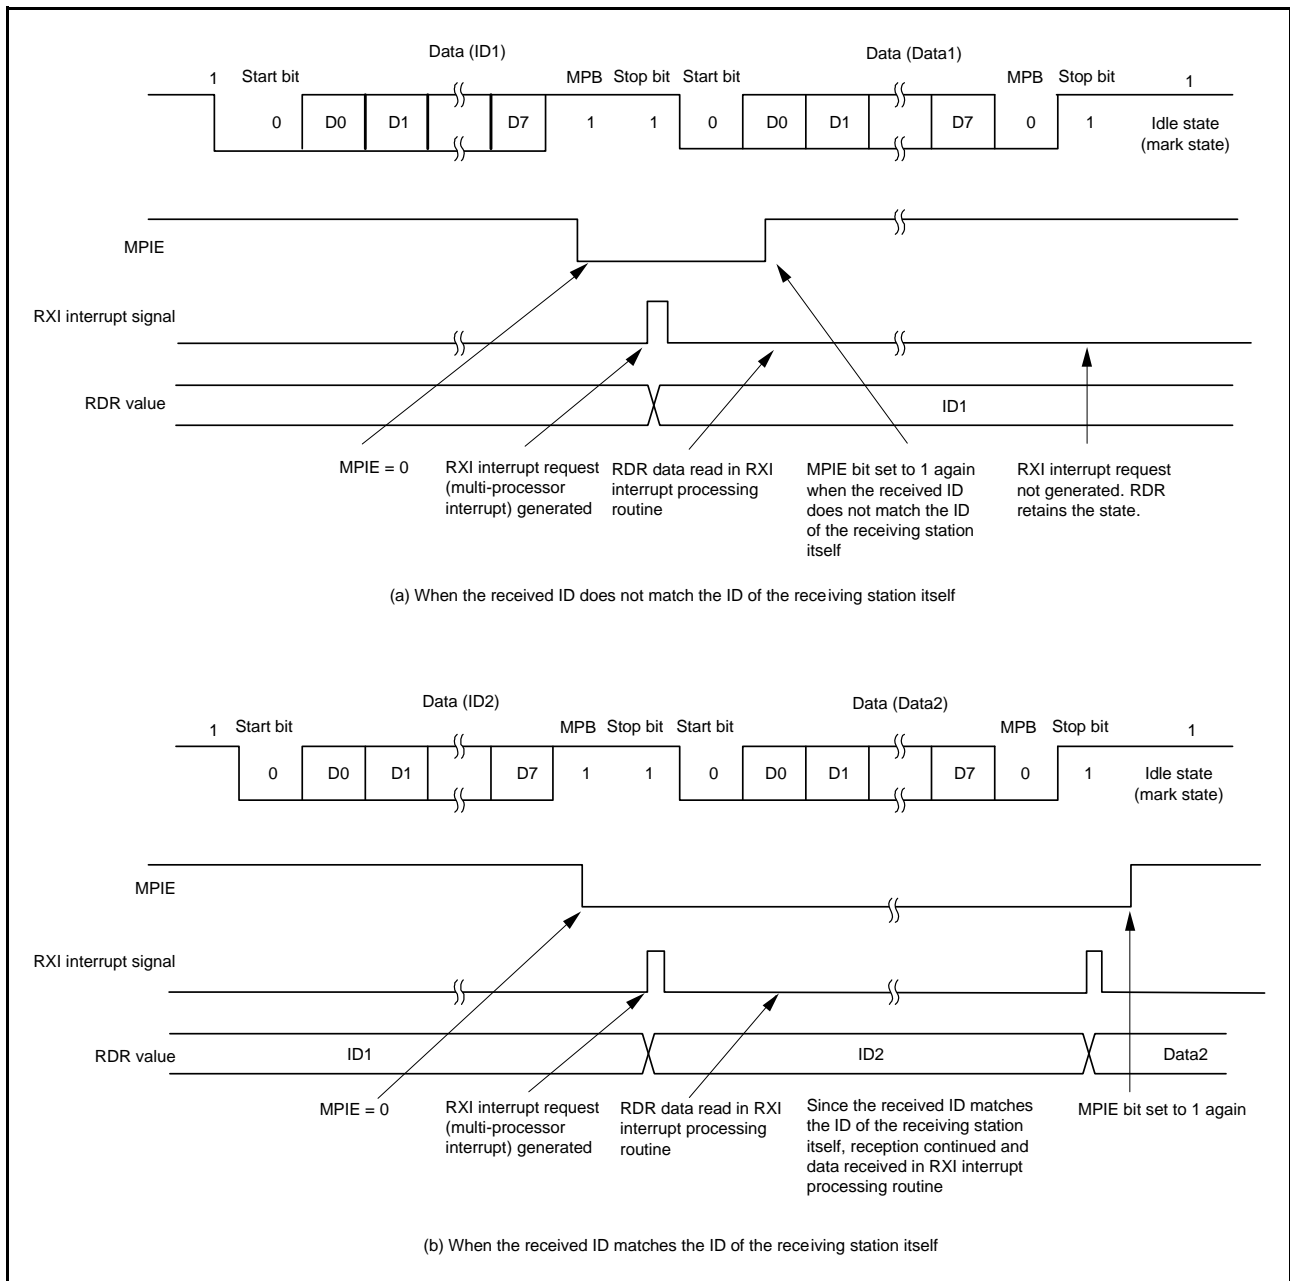 Data (ID1)
Data (Data1)
1 Start bit MPB Stop bit Start bit MPB Stop bit 1
0 D0 D1 D7 1 1 0 D0 D1 D7 0 1 Idle state
(mark state)
MPIE
RXI interrupt signal
RDR value
ID1
MPIE = 0
RXI interrupt request
(multi-processor
interrupt) generated
RDR data read in RXI
interrupt processing
routine
MPIE bit set to 1 again
when the received ID
does not match the ID
of the receiving station
itself
RXI interrupt request
not generated. RDR
retains the state.
(a) When the received ID does not match the ID of the receiving station itself
Data (ID2)
Data (Data2)
1 Start bit MPB Stop bit Start bit MPB Stop bit 1
0 D0 D1 D7 1 1 0 D0 D1 D7 0 1 Idle state
(mark state)
MPIE
RXI interrupt signal
RDR value
ID1 ID2 Data2
MPIE = 0
RXI interrupt request
(multi-processor
interrupt) generated
RDR data read in RXI
interrupt processing
routine
Since the received ID matches
the ID of the receiving station
itself, reception continued and
data received in RXI interrupt
processing routine
MPIE bit set to 1 again
(b) When the received ID matches the ID of the receiving station itself